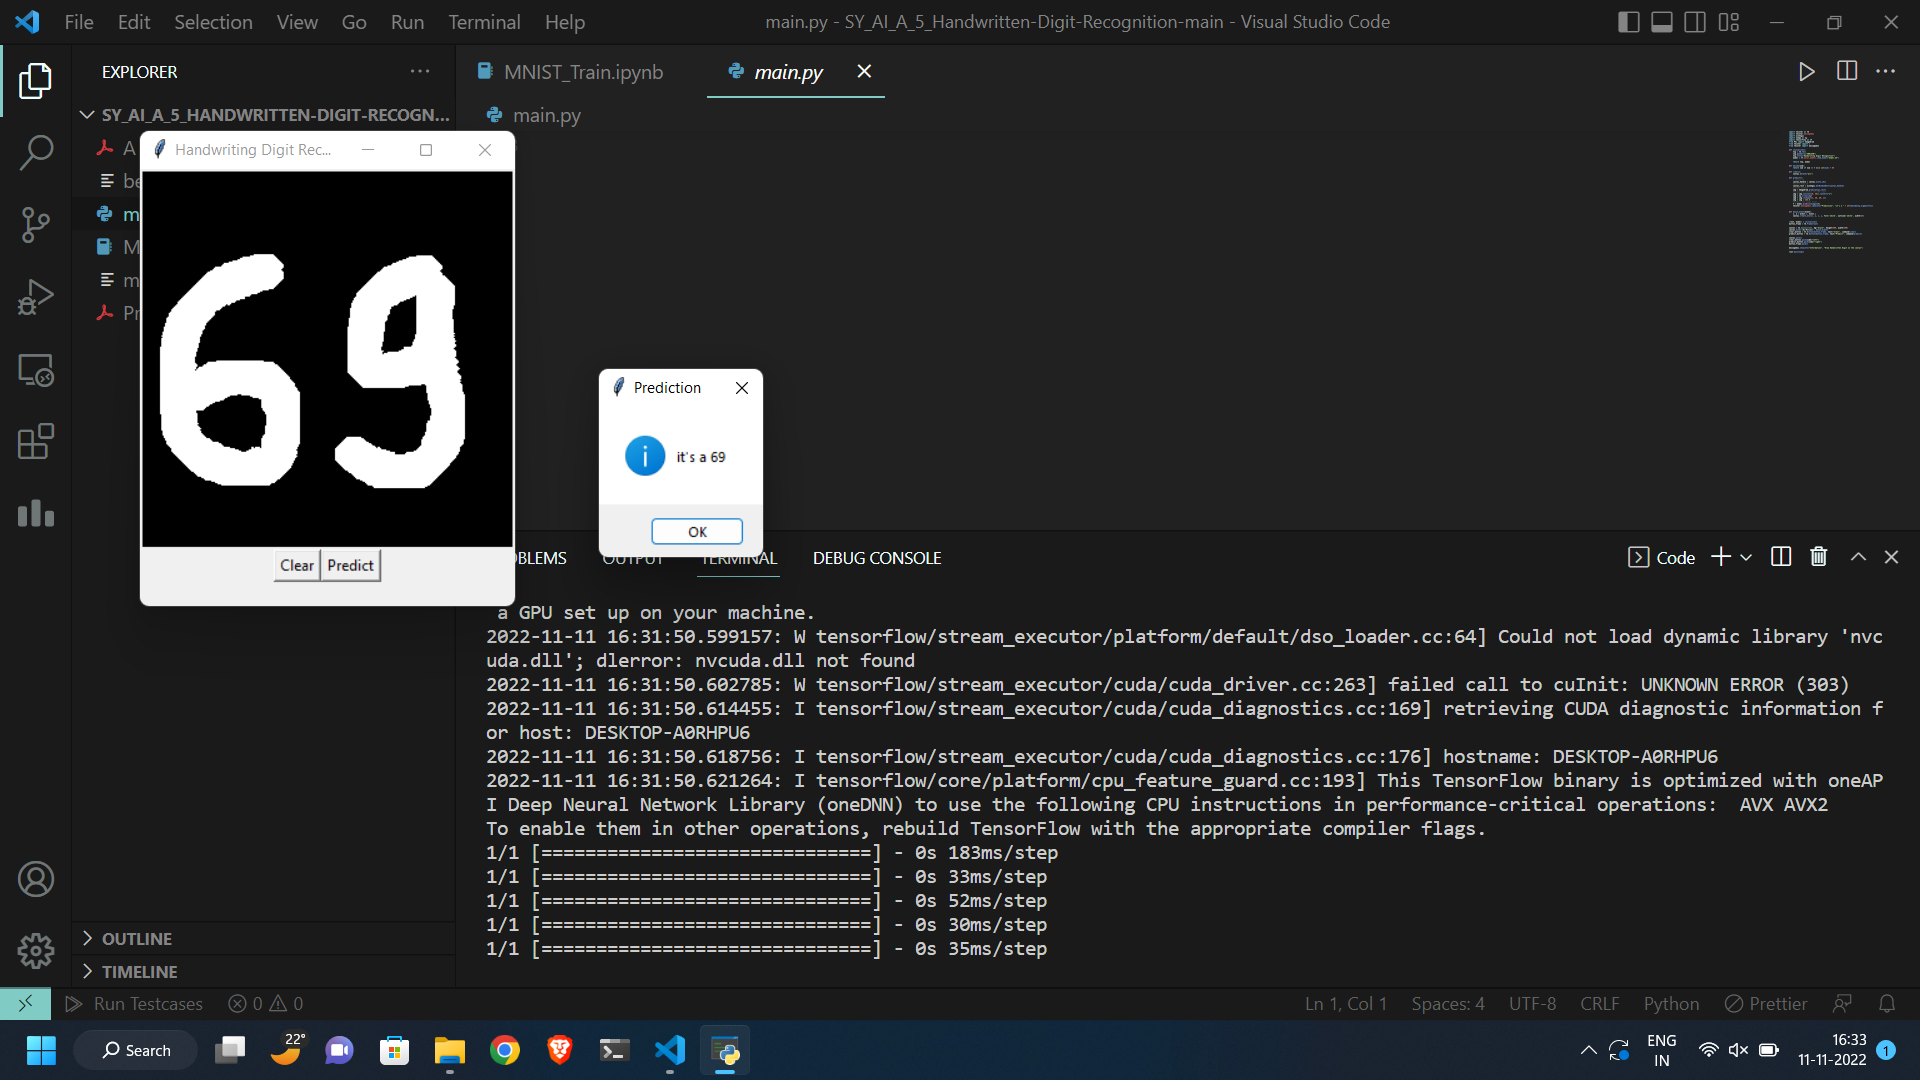 File Edit Selection View Go Run Terminal Help
main.py - SY_AI_A_5_Handwritten-Digit-Recognition-main - Visual Studio Code
EXPLORER
MNIST_Train.ipynb
main.py
SY_AI_A_5_HANDWRITTEN-DIGIT-RECOGN...
main.py
A
be
m
M
m
Pr
Handwriting Digit Rec...
69
Clear Predict
Prediction
it's a 69
OK
OBLEMS OUTPUT TERMINAL DEBUG CONSOLE
Code
a GPU set up on your machine.
2022-11-11 16:31:50.599157: W tensorflow/stream_executor/platform/default/dso_loader.cc:64] Could not load dynamic library 'nvc
uda.dll'; dlerror: nvcuda.dll not found
2022-11-11 16:31:50.602785: W tensorflow/stream_executor/cuda/cuda_driver.cc:263] failed call to cuInit: UNKNOWN ERROR (303)
2022-11-11 16:31:50.614455: I tensorflow/stream_executor/cuda/cuda_diagnostics.cc:169] retrieving CUDA diagnostic information f
or host: DESKTOP-A0RHPU6
2022-11-11 16:31:50.618756: I tensorflow/stream_executor/cuda/cuda_diagnostics.cc:176] hostname: DESKTOP-A0RHPU6
2022-11-11 16:31:50.621264: I tensorflow/core/platform/cpu_feature_guard.cc:193] This TensorFlow binary is optimized with oneAP
I Deep Neural Network Library (oneDNN) to use the following CPU instructions in performance-critical operations:  AVX AVX2
To enable them in other operations, rebuild TensorFlow with the appropriate compiler flags.
1/1 [==============================] - 0s 183ms/step
1/1 [==============================] - 0s 33ms/step
1/1 [==============================] - 0s 52ms/step
1/1 [==============================] - 0s 30ms/step
1/1 [==============================] - 0s 35ms/step
OUTLINE
TIMELINE
Run Testcases 0 0
Ln 1, Col 1 Spaces: 4 UTF-8 CRLF Python Prettier
Search
22°
ENG
IN
16:33
11-11-2022
1